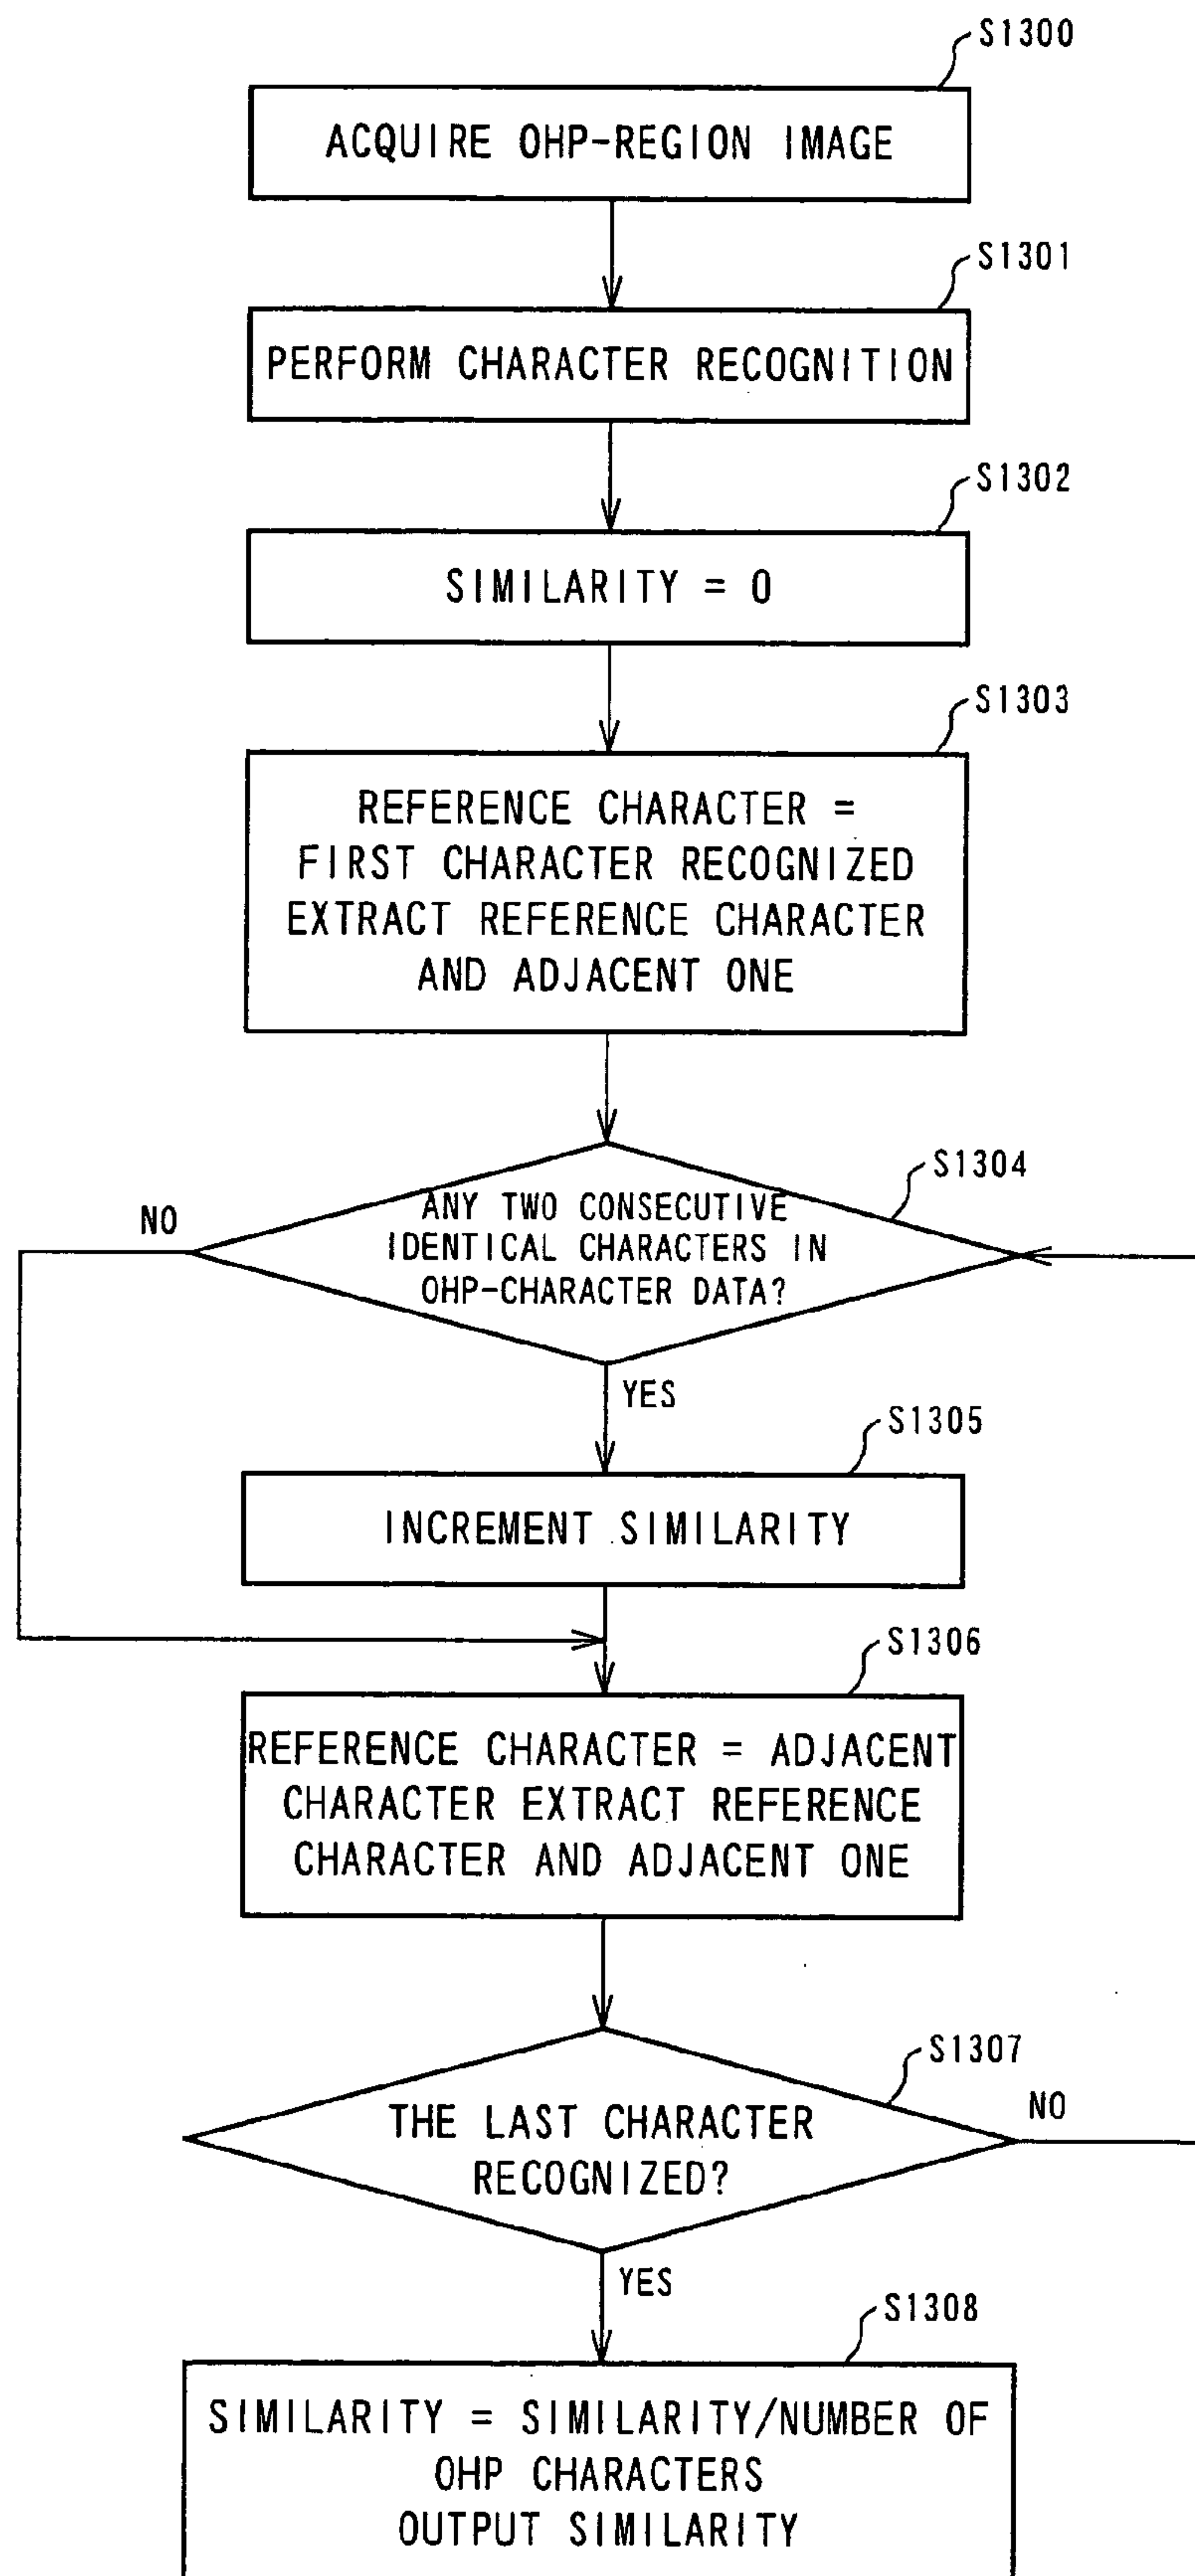 S1300
ACQUIRE OHP-REGION IMAGE
S1301
PERFORM CHARACTER RECOGNITION
S1302
SIMILARITY = 0
S1303
REFERENCE CHARACTER =
FIRST CHARACTER RECOGNIZED
EXTRACT REFERENCE CHARACTER
AND ADJACENT ONE
S1304
NO
ANY TWO CONSECUTIVE
IDENTICAL CHARACTERS IN
OHP-CHARACTER DATA?
YES
S1305
INCREMENT SIMILARITY
S1306
REFERENCE CHARACTER = ADJACENT
CHARACTER EXTRACT REFERENCE
CHARACTER AND ADJACENT ONE
S1307
NO
THE LAST CHARACTER
RECOGNIZED?
YES
S1308
SIMILARITY = SIMILARITY/NUMBER OF
OHP CHARACTERS
OUTPUT SIMILARITY